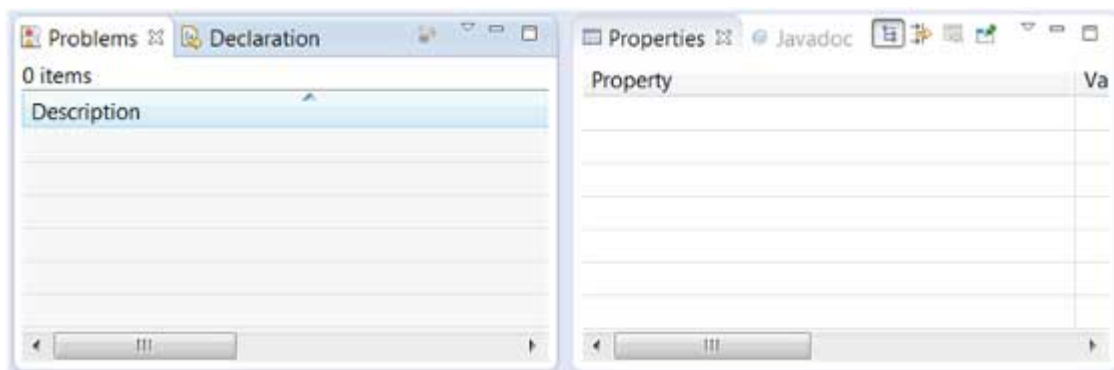 Problems Declaration
0 items
Description
Properties Javadoc
Property Va